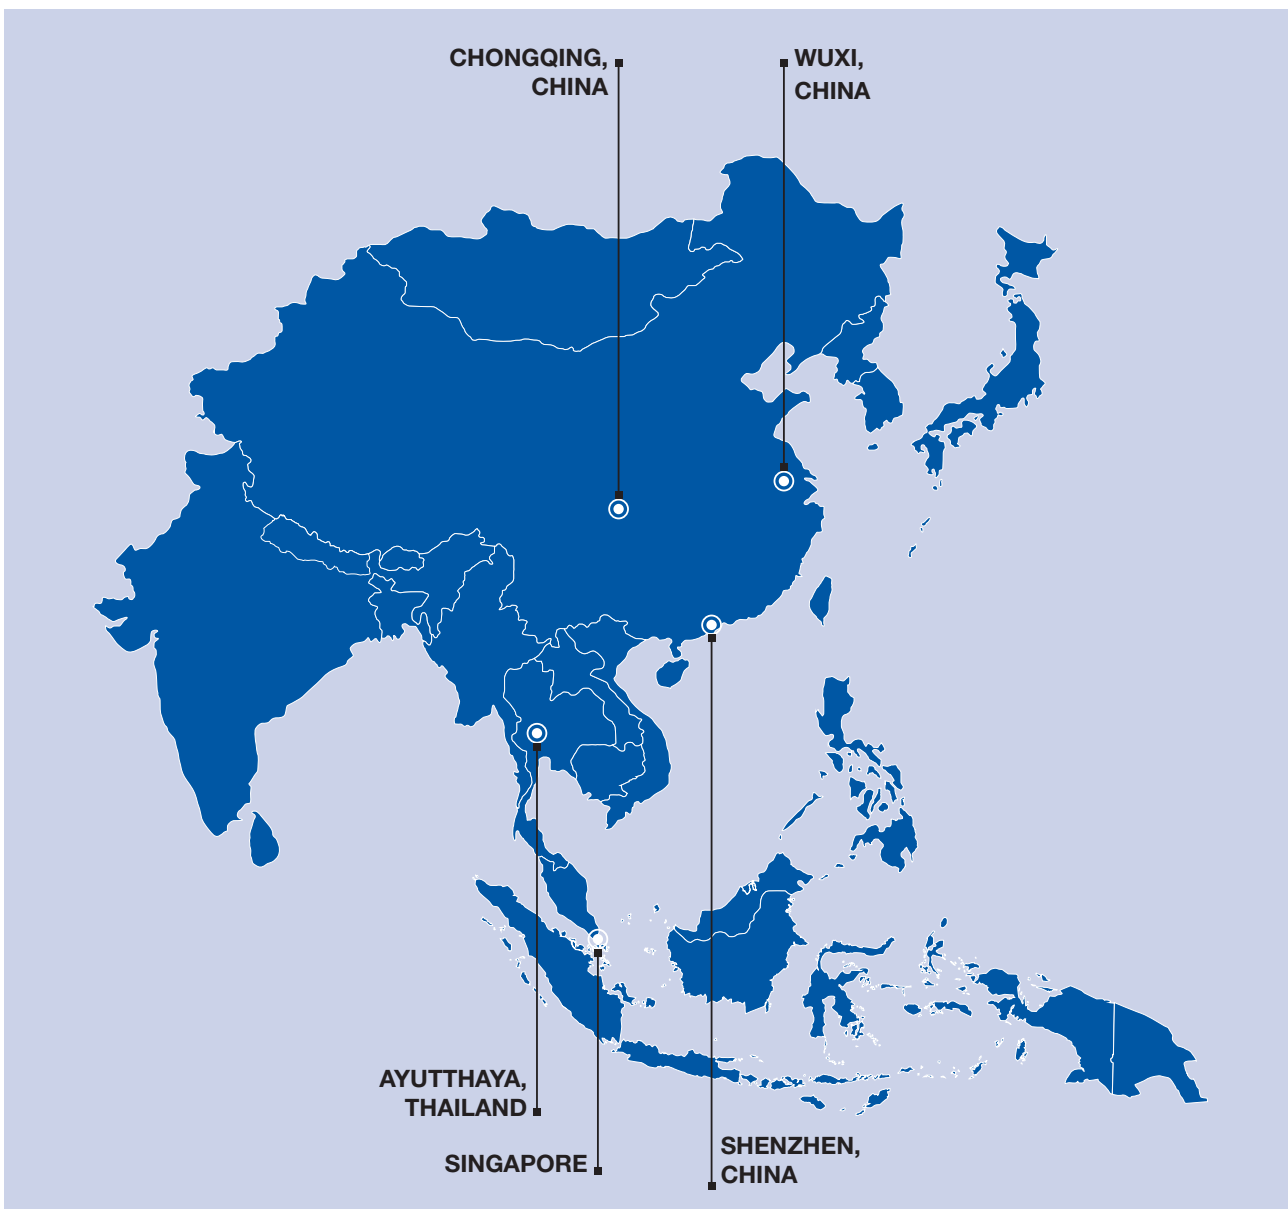 CHONGQING,
CHINA
WUXI,
CHINA
AYUTTHAYA,
THAILAND
SINGAPORE
SHENZHEN,
CHINA